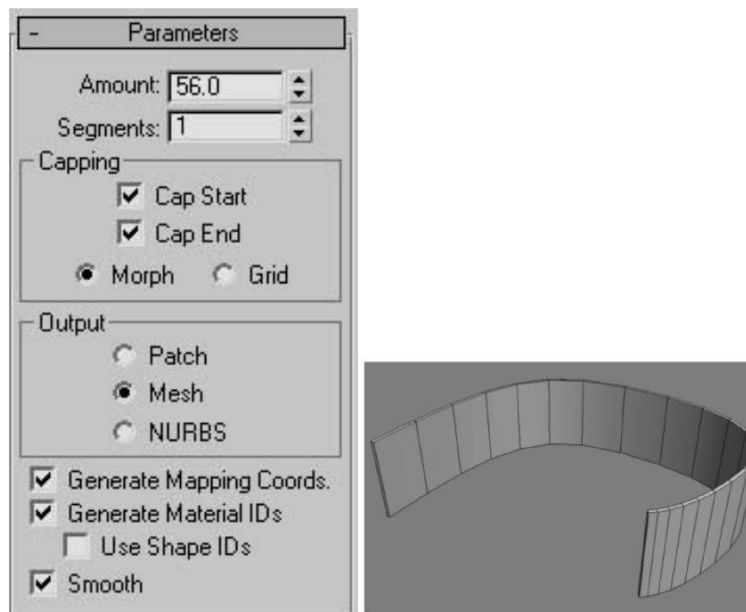 - Parameters
Amount: 56.0
Segments: 1
Capping
Cap Start
Cap End
Morph Grid
Output
Patch
Mesh
NURBS
Generate Mapping Coords.
Generate Material IDs
Use Shape IDs
Smooth